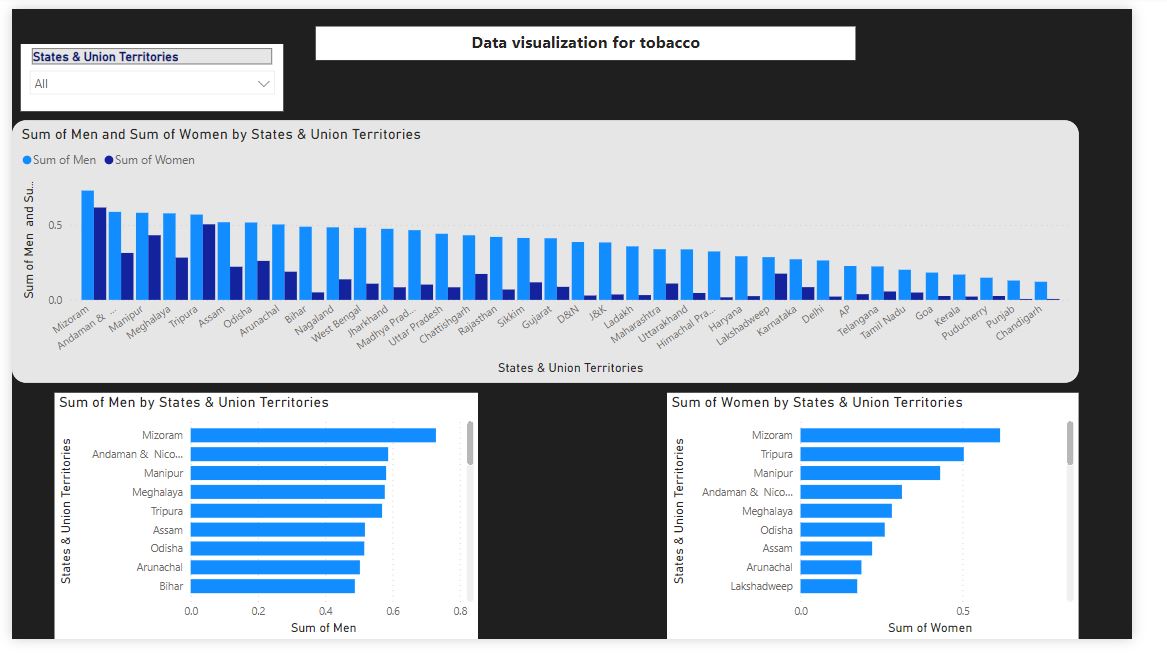 Data visualization for tobacco
States & Union Territories
All
Sum of Men and Sum of Women by States & Union Territories
Sum of Men
Sum of Women
Sum of Men and Su...
0.5
0.0
Mizoram
Andaman & ...
Manipur
Meghalaya
Tripura
Assam
Odisha
Arunachal
Bihar
Nagaland
West Bengal
Jharkhand
Madhya Prad...
Uttar Pradesh
Chattishgarh
Rajasthan
Sikkim
Gujarat
D&N
J&K
Ladakh
Maharashtra
Uttarakhand
Himachal Pra...
Haryana
Lakshadweep
Karnataka
Delhi
AP
Telangana
Tamil Nadu
Goa
Kerala
Puducherry
Punjab
Chandigarh
States & Union Territories
Sum of Men by States & Union Territories
States & Union Territories
Mizoram
Andaman & Nico...
Manipur
Meghalaya
Tripura
Assam
Odisha
Arunachal
Bihar
0.0 0.2 0.4 0.6 0.8
Sum of Men
Sum of Women by States & Union Territories
States & Union Territories
Mizoram
Tripura
Manipur
Andaman & Nico...
Meghalaya
Odisha
Assam
Arunachal
Lakshadweep
0.0 0.5
Sum of Women